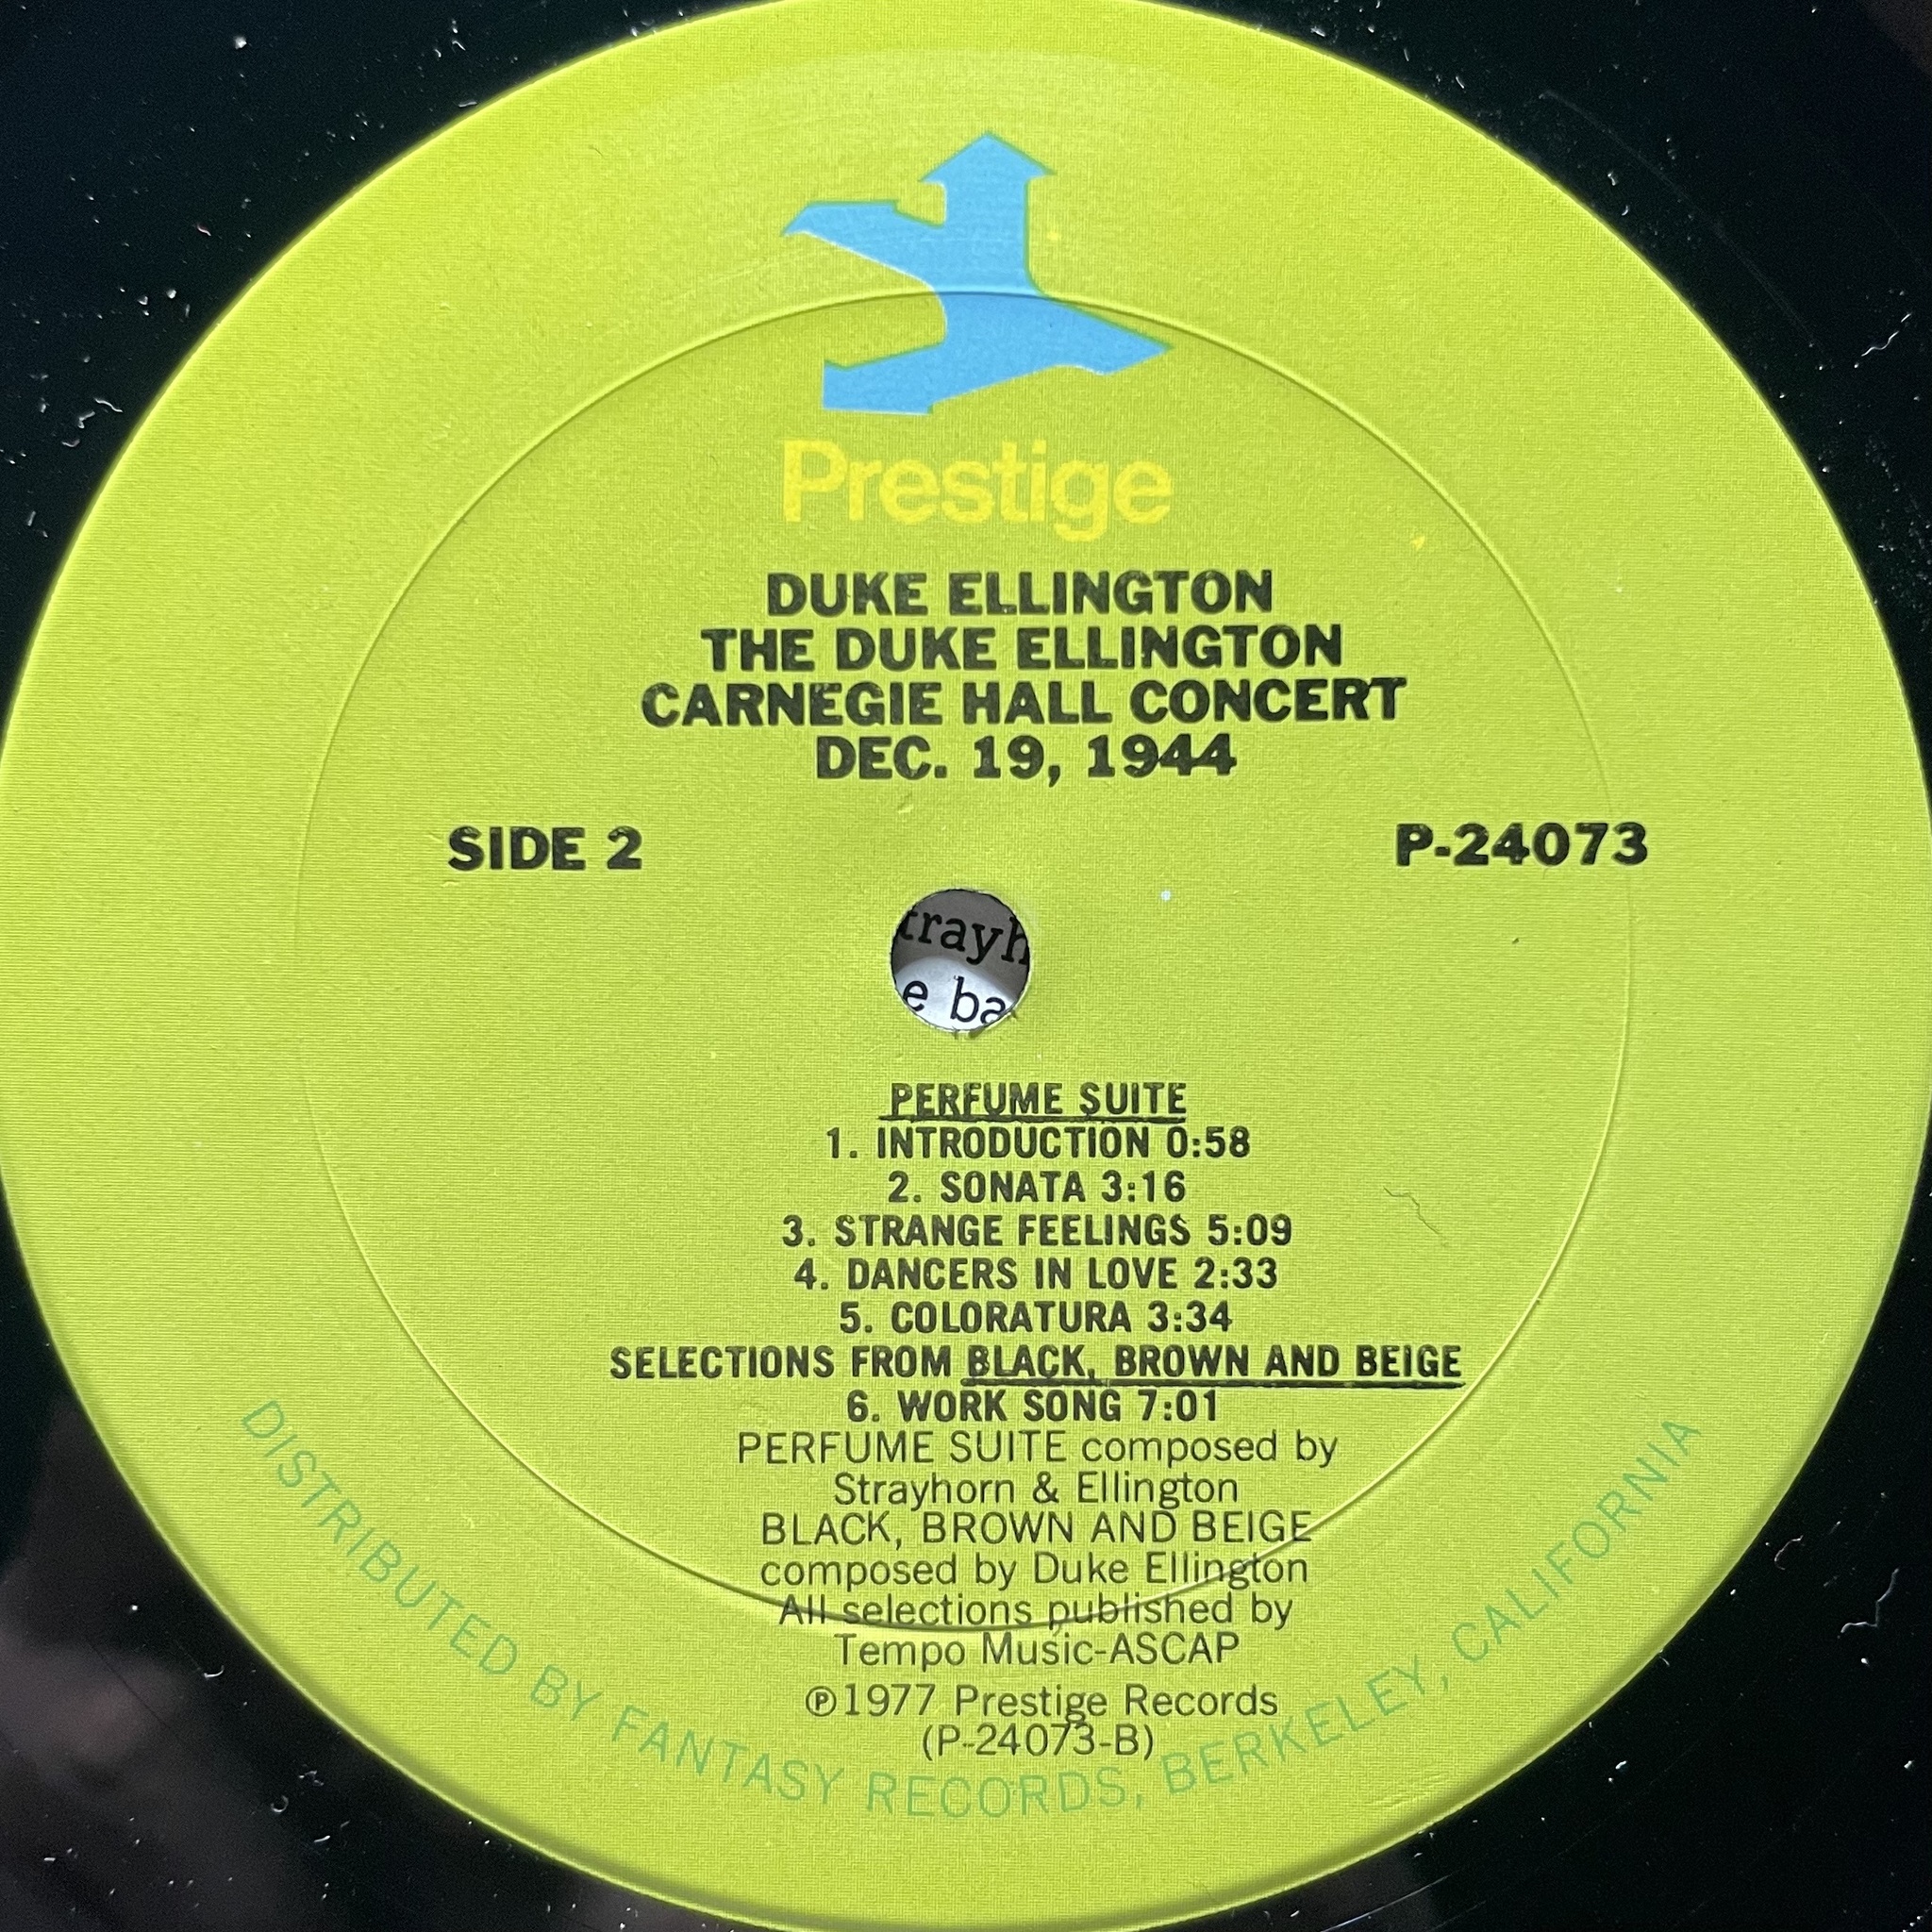 Prestige
DUKE ELLINGTON
THE DUKE ELLINGTON
CARNEGIE HALL CONCERT
DEC. 19, 1944
SIDE 2
P-24073
trayh
e ba
PERFUME SUITE
1. INTRODUCTION 0:58
2. SONATA 3:16
3. STRANGE FEELINGS 5:09
4. DANCERS IN LOVE 2:33
5. COLORATURA 3:34
SELECTIONS FROM BLACK, BROWN AND BEIGE
6. WORK SONG 7:01
PERFUME SUITE composed by
Strayhorn & Ellington
BLACK, BROWN AND BEIGE
composed by Duke Ellington
All selections published by
Tempo Music-ASCAP
℗1977 Prestige Records
(P-24073-B)
DISTRIBUTED BY FANTASY RECORDS, BERKELEY, CALIFORNIA